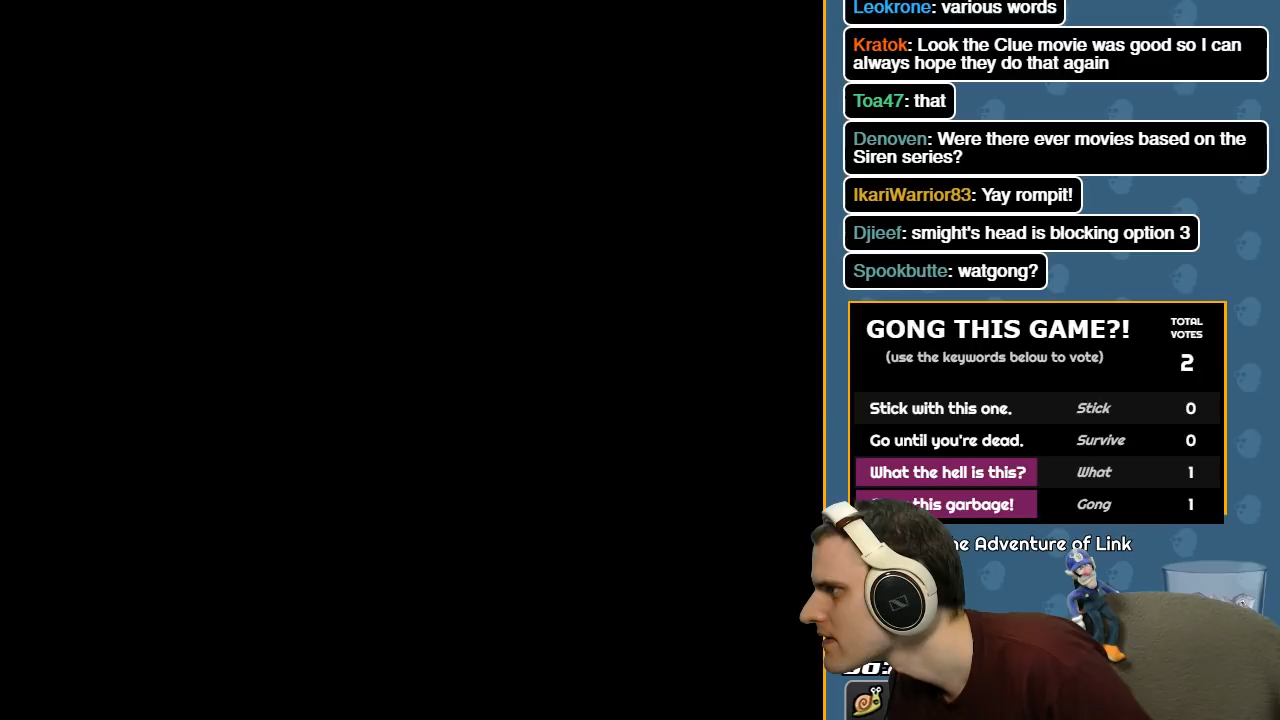 Leokrone: various words
Kratok: Look the Clue movie was good so I can
always hope they do that again
Toa47: that
Denoven: Were there ever movies based on the
Siren series?
IkariWarrior83: Yay rompit!
Djieef: smight's head is blocking option 3
Spookbutte: watgong?
GONG THIS GAME?!
TOTAL
VOTES
(use the keywords below to vote)
2
Stick with this one. Stick 0
Go until you're dead. Survive 0
What the hell is this? What 1
this garbage! Gong 1
Adventure of Link